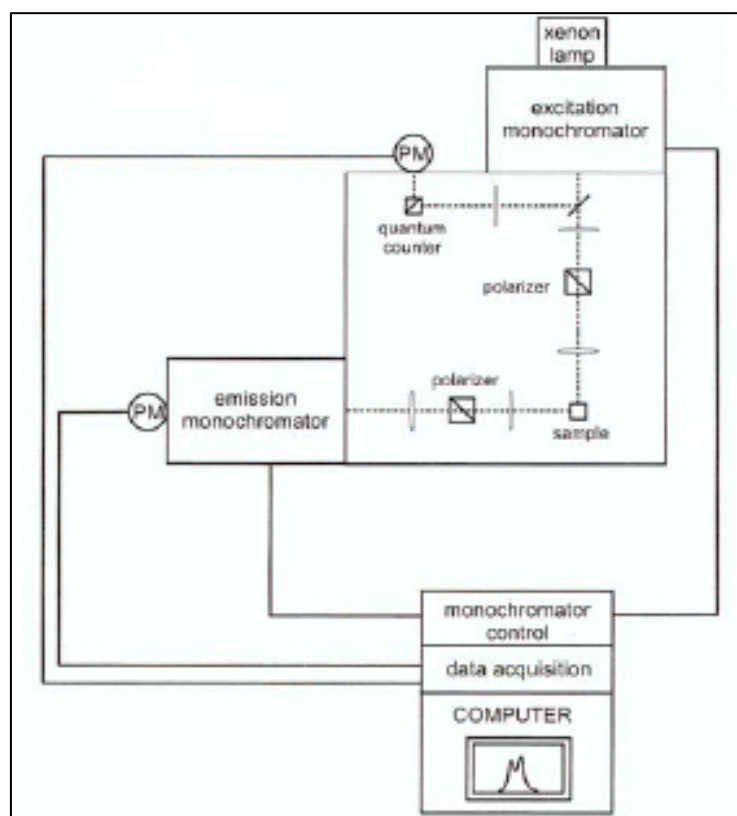 xenon
lamp
excitation
monochromator
PM
quantum
counter
polarizer
polarizer
emission
monochromator
PM
sample
monochromator
control
data acquisition
COMPUTER